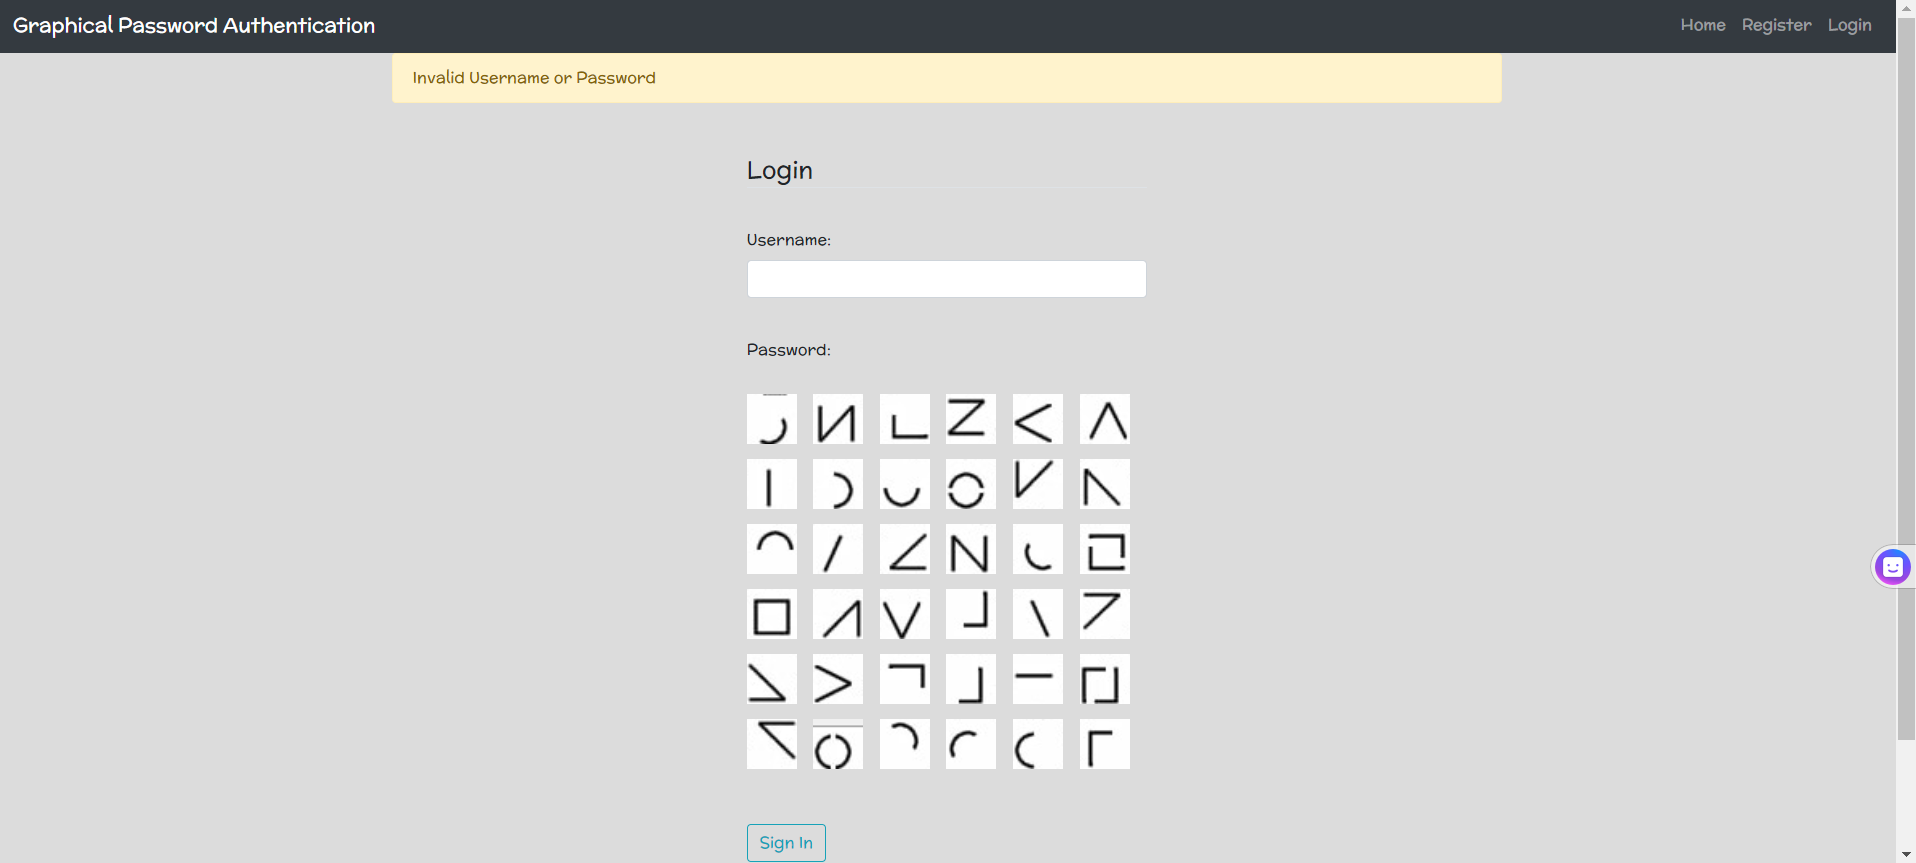 Graphical Password Authentication
Home Register Login
Invalid Username or Password
Login
Username:
Password:
Sign In